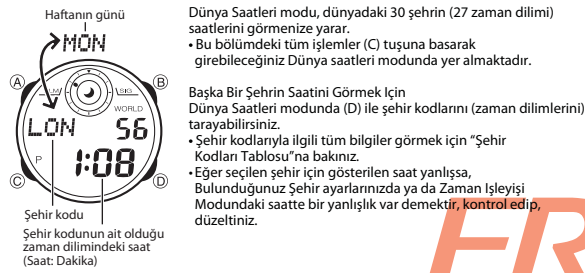 Haftanın günü
MON
A
B
ALM
SIG
WORLD
LON 56
P 1:08
C
D
Şehir kodu
Şehir kodunun ait olduğu
zaman dilimindeki saat
(Saat: Dakika)
Dünya Saatleri modu, dünyadaki 30 şehrin (27 zaman dilimi)
saatlerini görmenize yarar.
• Bu bölümdeki tüm işlemler (C) tuşuna basarak
girebileceğiniz Dünya saatleri modunda yer almaktadır.
Başka Bir Şehrin Saatini Görmek Için
Dünya Saatleri modunda (D) ile şehir kodlarını (zaman dilimlerini)
tarayabilirsiniz.
• Şehir kodlarıyla ilgili tüm bilgiler görmek için “Şehir
Kodları Tablosu”na bakınız.
• Eğer seçilen şehir için gösterilen saat yanlışsa,
Bulunduğunuz Şehir ayarlarınızda ya da Zaman Işleyişi
Modundaki saatte bir yanlışlık var demektir, kontrol edip,
düzeltiniz.
FR